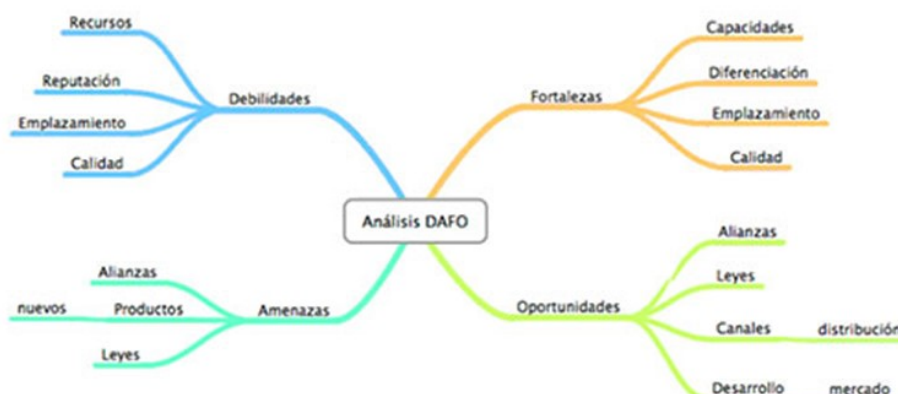 Recursos
Reputación
Emplazamiento
Calidad
Debilidades
Capacidades
Diferenciación
Emplazamiento
Calidad
Fortalezas
Análisis DAFO
Alianzas
nuevos Productos
Leyes
Amenazas
Oportunidades
Alianzas
Leyes
Canales distribución
Desarrollo mercado